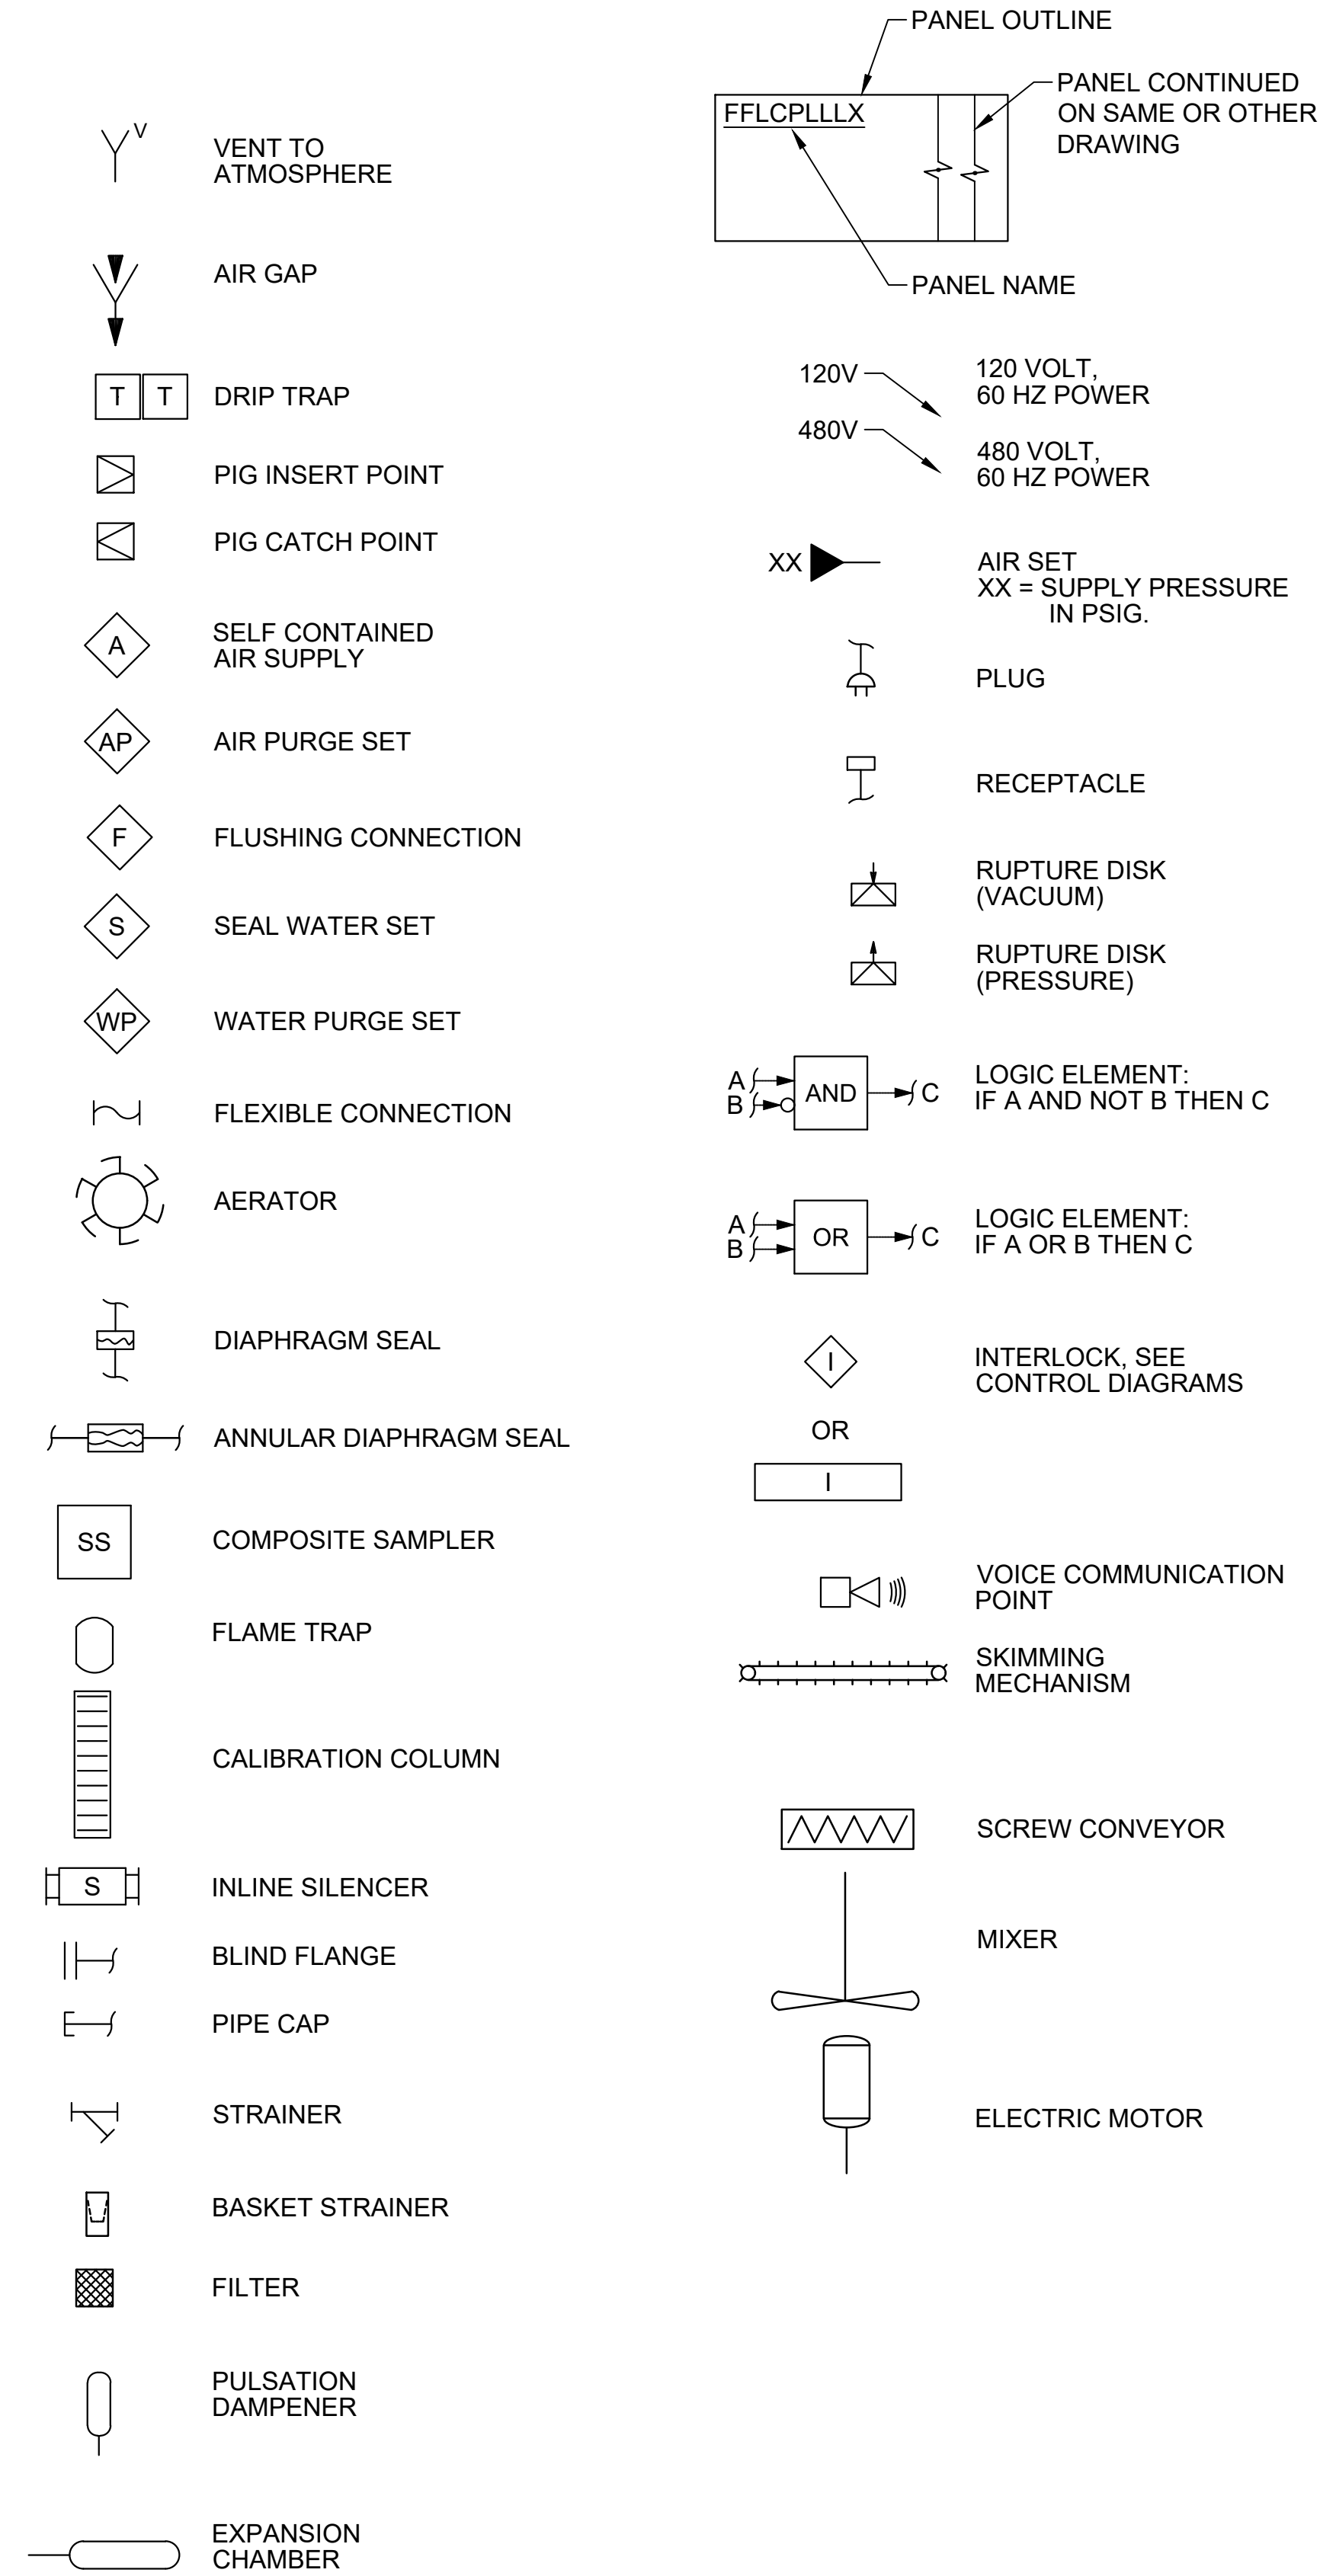 V
VENT TO
ATMOSPHERE
AIR GAP
T T
DRIP TRAP
PIG INSERT POINT
PIG CATCH POINT
A
SELF CONTAINED
AIR SUPPLY
AP
AIR PURGE SET
F
FLUSHING CONNECTION
S
SEAL WATER SET
WP
WATER PURGE SET
FLEXIBLE CONNECTION
AERATOR
DIAPHRAGM SEAL
ANNULAR DIAPHRAGM SEAL
SS
COMPOSITE SAMPLER
FLAME TRAP
CALIBRATION COLUMN
S
INLINE SILENCER
BLIND FLANGE
PIPE CAP
STRAINER
BASKET STRAINER
FILTER
PULSATION
DAMPENER
EXPANSION
CHAMBER
PANEL OUTLINE
PANEL CONTINUED
ON SAME OR OTHER
DRAWING
FFLCPLLLX
PANEL NAME
120V
120 VOLT,
60 HZ POWER
480V
480 VOLT,
60 HZ POWER
XX
AIR SET
XX = SUPPLY PRESSURE
IN PSIG.
PLUG
RECEPTACLE
RUPTURE DISK
(VACUUM)
RUPTURE DISK
(PRESSURE)
A
B
AND
C
LOGIC ELEMENT:
IF A AND NOT B THEN C
A
B
OR
C
LOGIC ELEMENT:
IF A OR B THEN C
I
INTERLOCK, SEE
CONTROL DIAGRAMS
OR
I
VOICE COMMUNICATION
POINT
SKIMMING
MECHANISM
SCREW CONVEYOR
MIXER
ELECTRIC MOTOR